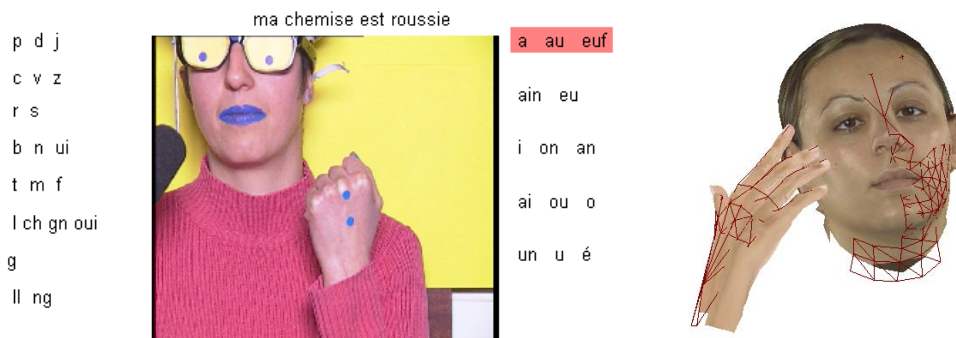 ma chemise est roussie
p d j
c v z
r s
b n ui
t m f
l ch gn oui
g
ll ng
a au euf
ain eu
i on an
ai ou o
un u é